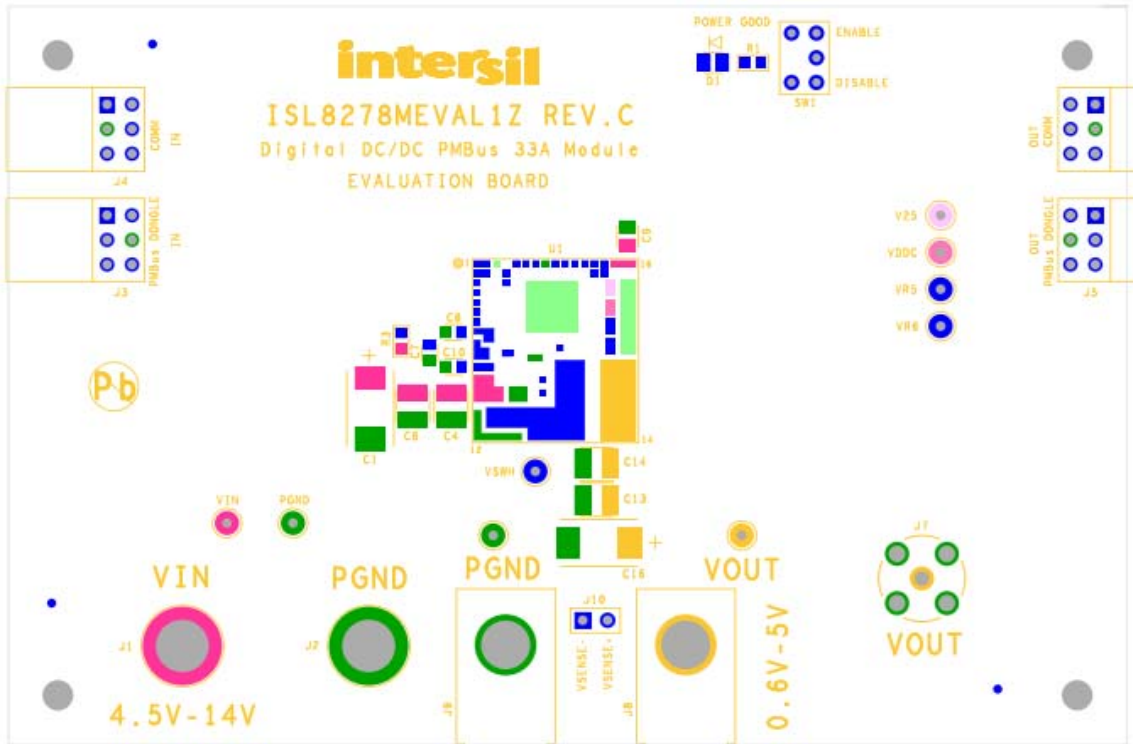 POWER GOOD
ENABLE
D1
R1
DISABLE
SW1
intersil
ISL8278MEVAL1Z REV.C
Digital DC/DC PMBus 33A Module
EVALUATION BOARD
COMM
IN
J4
PMBus DONGLE
IN
J3
OUT
COMM
OUT
PMBus DONGLE
J5
V25
VDDC
VR5
VR6
C9
U1
R3
C7
C10
+
Pb
C1
C4
12
14
VSWH
C14
C13
+
C16
VIN
PGND
VIN
PGND
PGND
VOUT
J7
VOUT
J1
J2
J10
VSENSE-
VSENSE+
J8
4.5V-14V
0.6V-5V